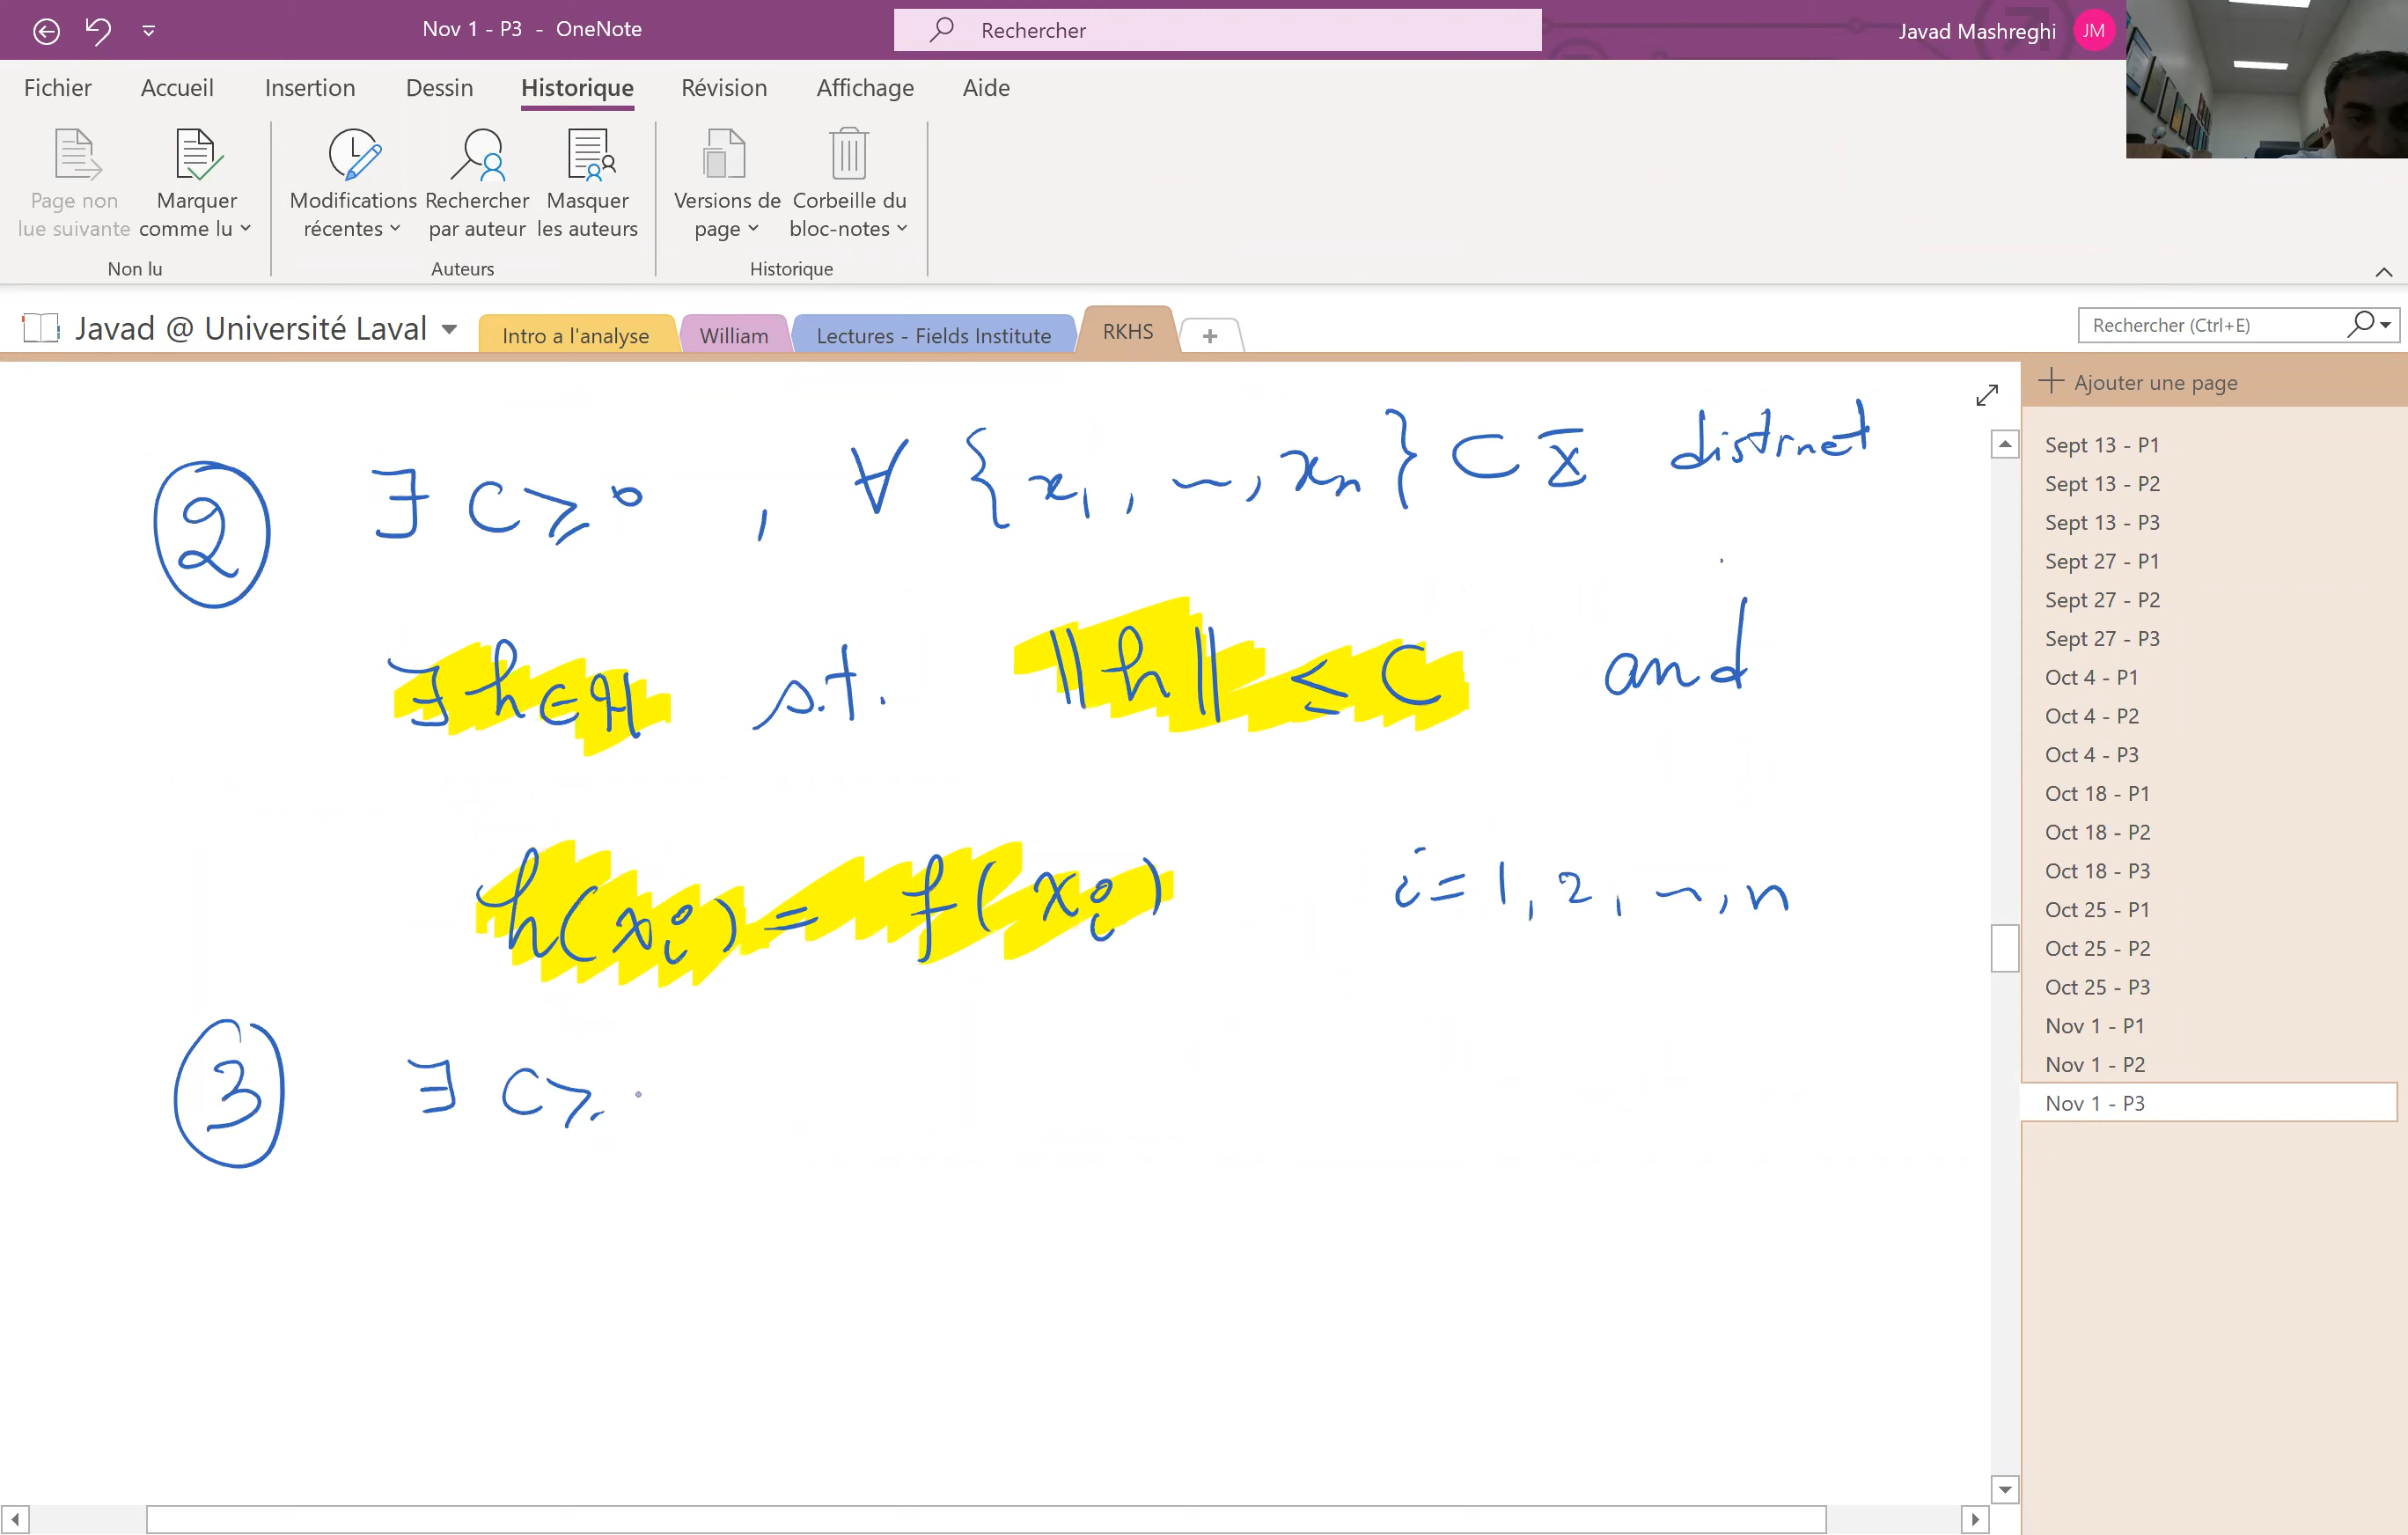 Nov 1 - P3 - OneNote
Rechercher
Javad Mashreghi JM
Fichier Accueil Insertion Dessin Historique Révision Affichage Aide
Page non lue suivante
Marquer comme lu
Modifications récentes
Rechercher par auteur
Masquer les auteurs
Versions de page
Corbeille du bloc-notes
Non lu Auteurs Historique
Javad @ Université Laval Intro a l'analyse William Lectures - Fields Institute RKHS +
Rechercher (Ctrl+E)
Ajouter une page
Sept 13 - P1
Sept 13 - P2
Sept 13 - P3
Sept 27 - P1
Sept 27 - P2
Sept 27 - P3
Oct 4 - P1
Oct 4 - P2
Oct 4 - P3
Oct 18 - P1
Oct 18 - P2
Oct 18 - P3
Oct 25 - P1
Oct 25 - P2
Oct 25 - P3
Nov 1 - P1
Nov 1 - P2
Nov 1 - P3
② ∃ C ≥ 0 , ∀ {x₁, ~, xₙ} ⊂ X distinct
∃ h ∈ H s.t. ||h|| ≤ C and
h(xᵢ) = f(xᵢ) i = 1, 2, ~, n
③ ∃ C ≥